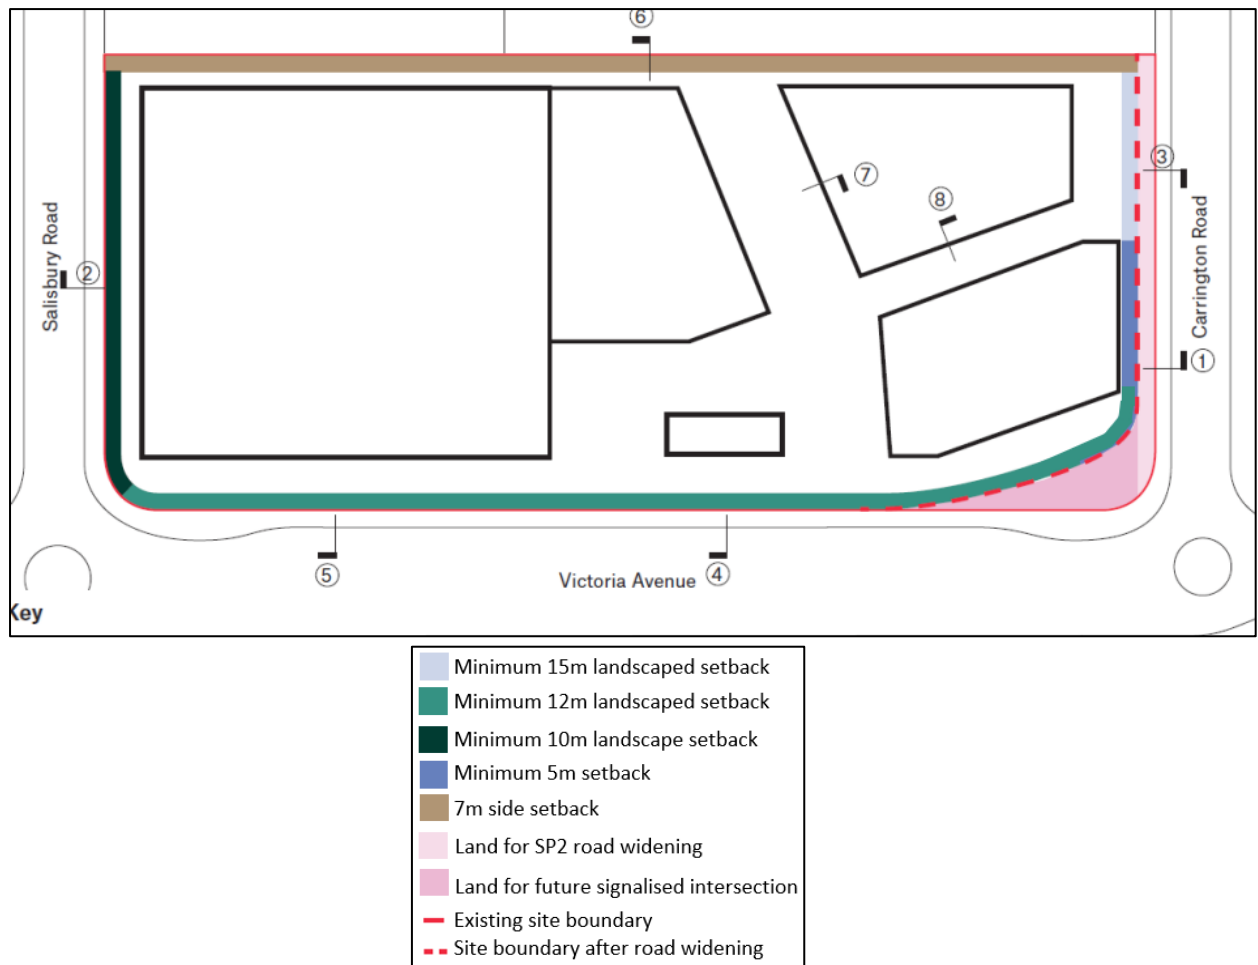 6
3
7
8
Salisbury Road
2
Carrington Road
1
5
Victoria Avenue
4
Key
Minimum 15m landscaped setback
Minimum 12m landscaped setback
Minimum 10m landscape setback
Minimum 5m setback
7m side setback
Land for SP2 road widening
Land for future signalised intersection
Existing site boundary
Site boundary after road widening